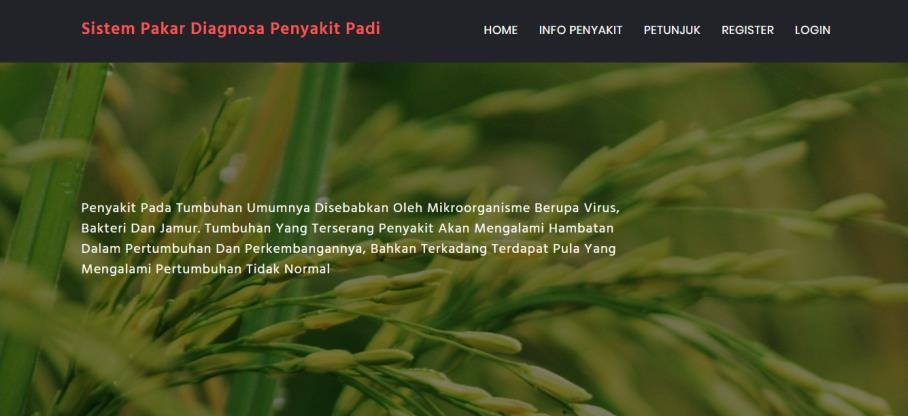 Sistem Pakar Diagnosa Penyakit Padi
HOME INFO PENYAKIT PETUNJUK REGISTER LOGIN
Penyakit Pada Tumbuhan Umumnya Disebabkan Oleh Mikroorganisme Berupa Virus,
Bakteri Dan Jamur. Tumbuhan Yang Terserang Penyakit Akan Mengalami Hambatan
Dalam Pertumbuhan Dan Perkembangannya, Bahkan Terkadang Terdapat Pula Yang
Mengalami Pertumbuhan Tidak Normal